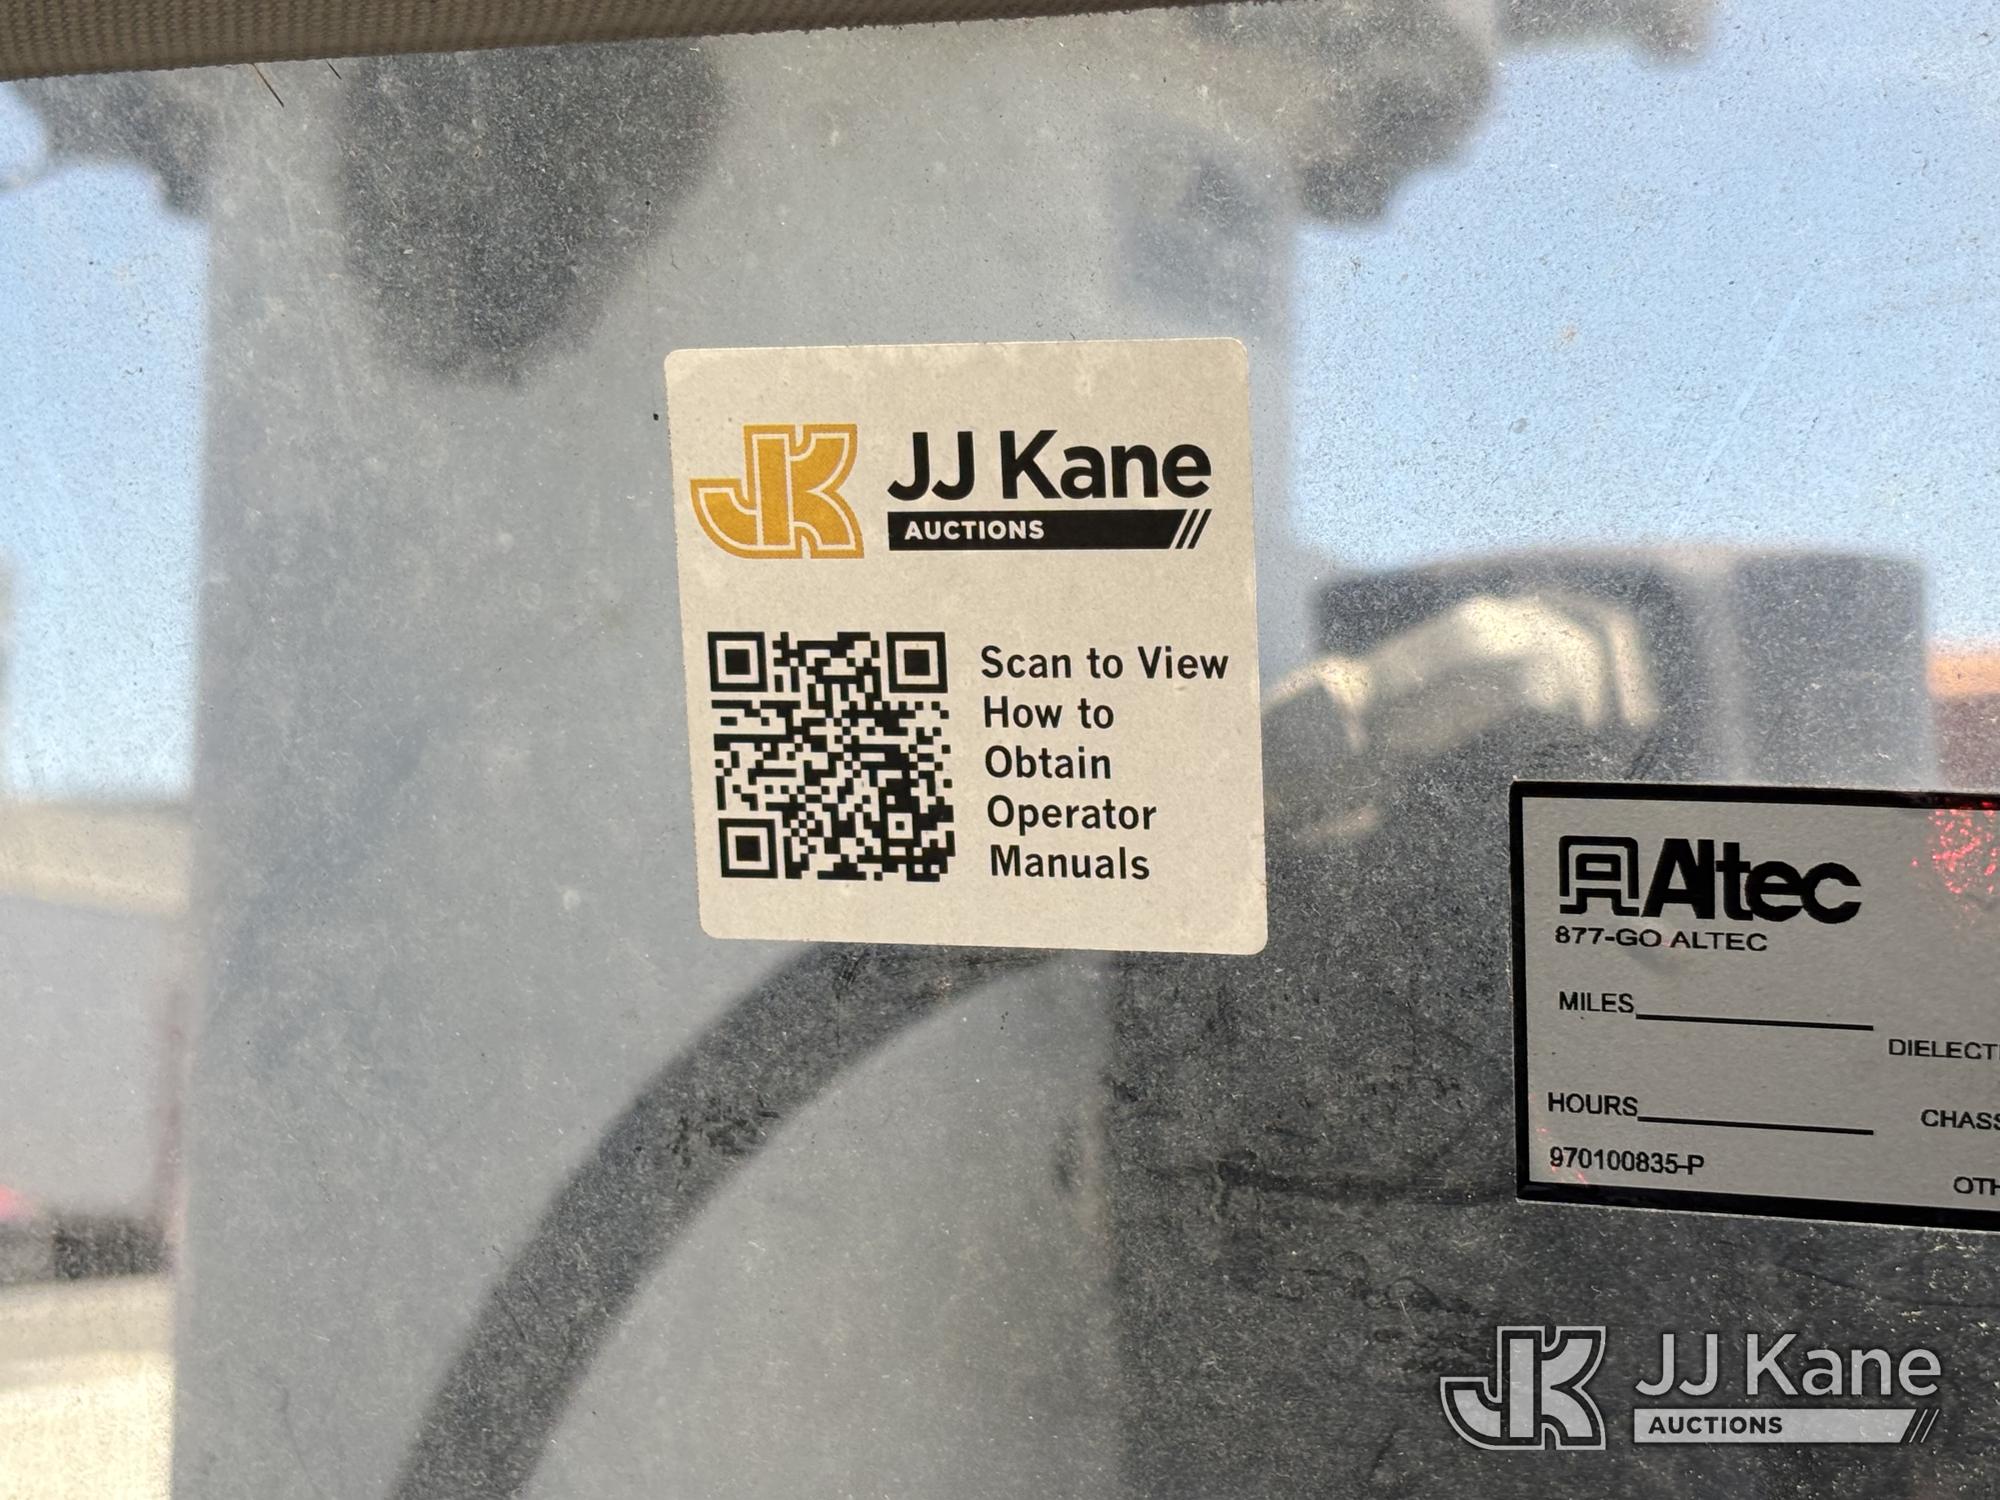 JJ Kane
AUCTIONS
Scan to View
How to
Obtain
Operator
Manuals
Altec
877-GO ALTEC
MILES
DIELECT
HOURS
CHASS
970100835-P
OTH
JJ Kane
AUCTIONS